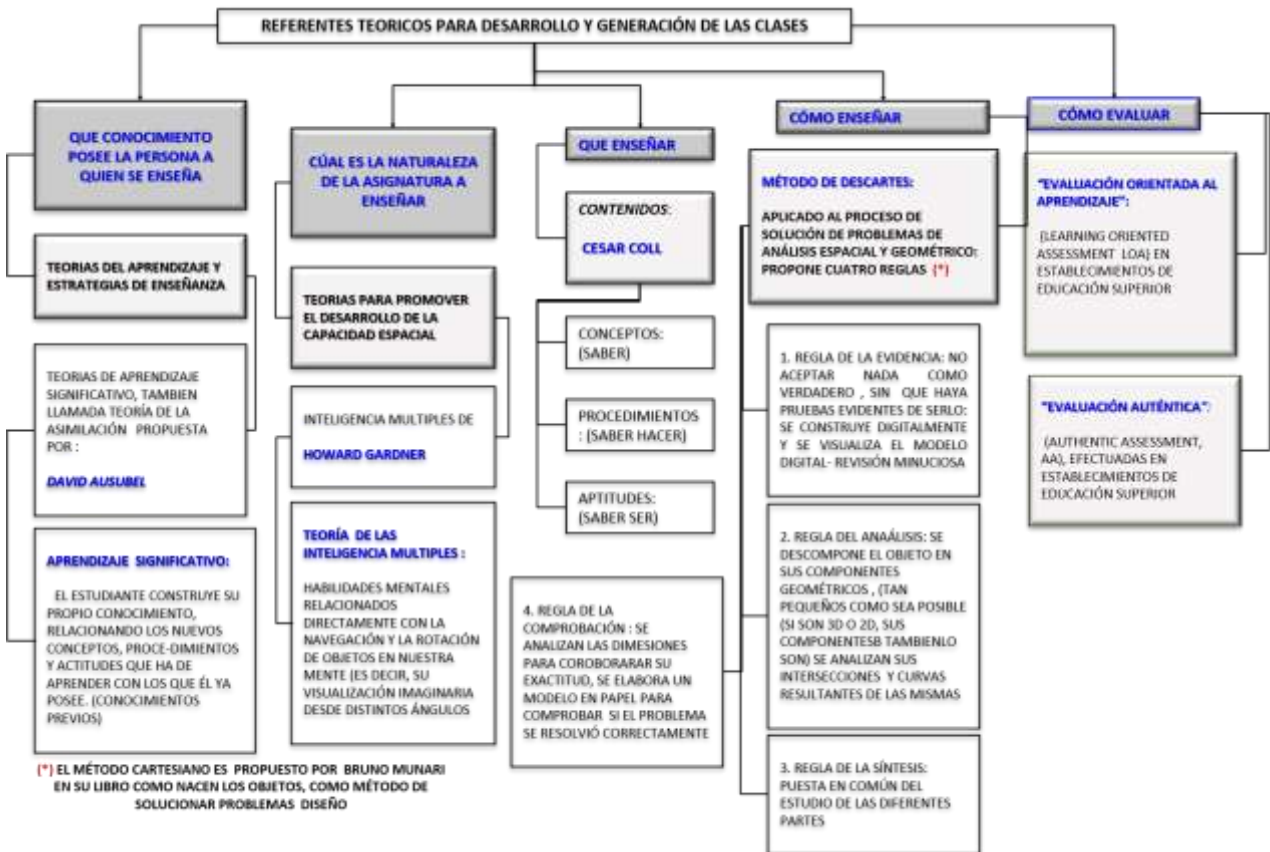 REFERENTES TEORICOS PARA DESARROLLO Y GENERACIÓN DE LAS CLASES
QUE CONOCIMIENTO
POSEE LA PERSONA A
QUIEN SE ENSEÑA
TEORIAS DEL APRENDIZAJE Y
ESTRATEGIAS DE ENSEÑANZA
TEORIAS DE APRENDIZAJE
SIGNIFICATIVO, TAMBIEN
LLAMADA TEORÍA DE LA
ASIMILACIÓN PROPUESTA
POR :
DAVID AUSUBEL
APRENDIZAJE SIGNIFICATIVO:
EL ESTUDIANTE CONSTRUYE SU
PROPIO CONOCIMIENTO,
RELACIONANDO LOS NUEVOS
CONCEPTOS, PROCE-DIMIENTOS
Y ACTITUDES QUE HA DE
APRENDER CON LOS QUE ÉL YA
POSEE. (CONOCIMIENTOS
PREVIOS)
CÚAL ES LA NATURALEZA
DE LA ASIGNATURA A
ENSEÑAR
TEORIAS PARA PROMOVER
EL DESARROLLO DE LA
CAPACIDAD ESPACIAL
INTELIGENCIA MULTIPLES DE
HOWARD GARDNER
TEORÍA DE LAS
INTELIGENCIA MULTIPLES :
HABILIDADES MENTALES
RELACIONADOS
DIRECTAMENTE CON LA
NAVEGACIÓN Y LA ROTACIÓN
DE OBJETOS EN NUESTRA
MENTE (ES DECIR, SU
VISUALIZACIÓN IMAGINARIA
DESDE DISTINTOS ÁNGULOS
QUE ENSEÑAR
CONTENIDOS:
CESAR COLL
CONCEPTOS:
(SABER)
PROCEDIMIENTOS
: (SABER HACER)
APTITUDES:
(SABER SER)
CÓMO ENSEÑAR
MÉTODO DE DESCARTES:
APLICADO AL PROCESO DE
SOLUCIÓN DE PROBLEMAS DE
ANÁLISIS ESPACIAL Y GEOMÉTRICO:
PROPONE CUATRO REGLAS (*)
1. REGLA DE LA EVIDENCIA: NO
ACEPTAR NADA COMO
VERDADERO , SIN QUE HAYA
PRUEBAS EVIDENTES DE SERLO:
SE CONSTRUYE DIGITALMENTE
Y SE VISUALIZA EL MODELO
DIGITAL- REVISIÓN MINUCIOSA
2. REGLA DEL ANAÁLISIS: SE
DESCOMPONE EL OBJETO EN
SUS COMPONENTES
GEOMÉTRICOS , (TAN
PEQUEÑOS COMO SEA POSIBLE
(SI SON 3D O 2D, SUS
COMPONENTESB TAMBIENLO
SON) SE ANALIZAN SUS
INTERSECCIONES Y CURVAS
RESULTANTES DE LAS MISMAS
3. REGLA DE LA SÍNTESIS:
PUESTA EN COMÚN DEL
ESTUDIO DE LAS DIFERENTES
PARTES
4. REGLA DE LA
COMPROBACIÓN : SE
ANALIZAN LAS DIMESIONES
PARA COROBORARAR SU
EXACTITUD, SE ELABORA UN
MODELO EN PAPEL PARA
COMPROBAR SI EL PROBLEMA
SE RESOLVIÓ CORRECTAMENTE
CÓMO EVALUAR
"EVALUACIÓN ORIENTADA AL
APRENDIZAJE":
(LEARNING ORIENTED
ASSESSMENT LOA) EN
ESTABLECIMIENTOS DE
EDUCACIÓN SUPERIOR
"EVALUACIÓN AUTÉNTICA":
(AUTHENTIC ASSESSMENT,
AA), EFECTUADAS EN
ESTABLECIMIENTOS DE
EDUCACIÓN SUPERIOR
(*) EL MÉTODO CARTESIANO ES PROPUESTO POR BRUNO MUNARI
EN SU LIBRO COMO NACEN LOS OBJETOS, COMO MÉTODO DE
SOLUCIONAR PROBLEMAS DISEÑO